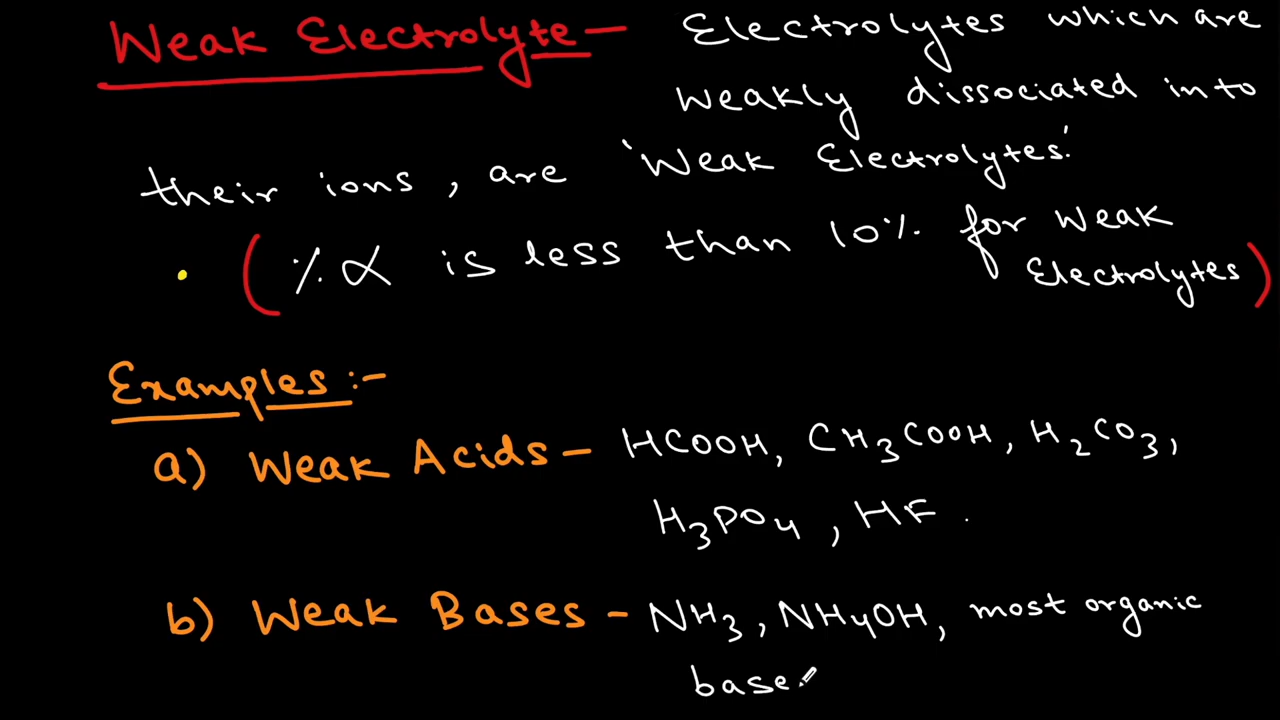 Weak Electrolyte - Electrolytes which are
weakly dissociated into
their ions, are 'Weak Electrolytes.'
• ( % α is less than 10% for weak
Electrolytes)
Examples :-
a) Weak Acids - HCOOH, CH3COOH, H2CO3,
H3PO4, HF.
b) Weak Bases - NH3, NH4OH, most organic
base